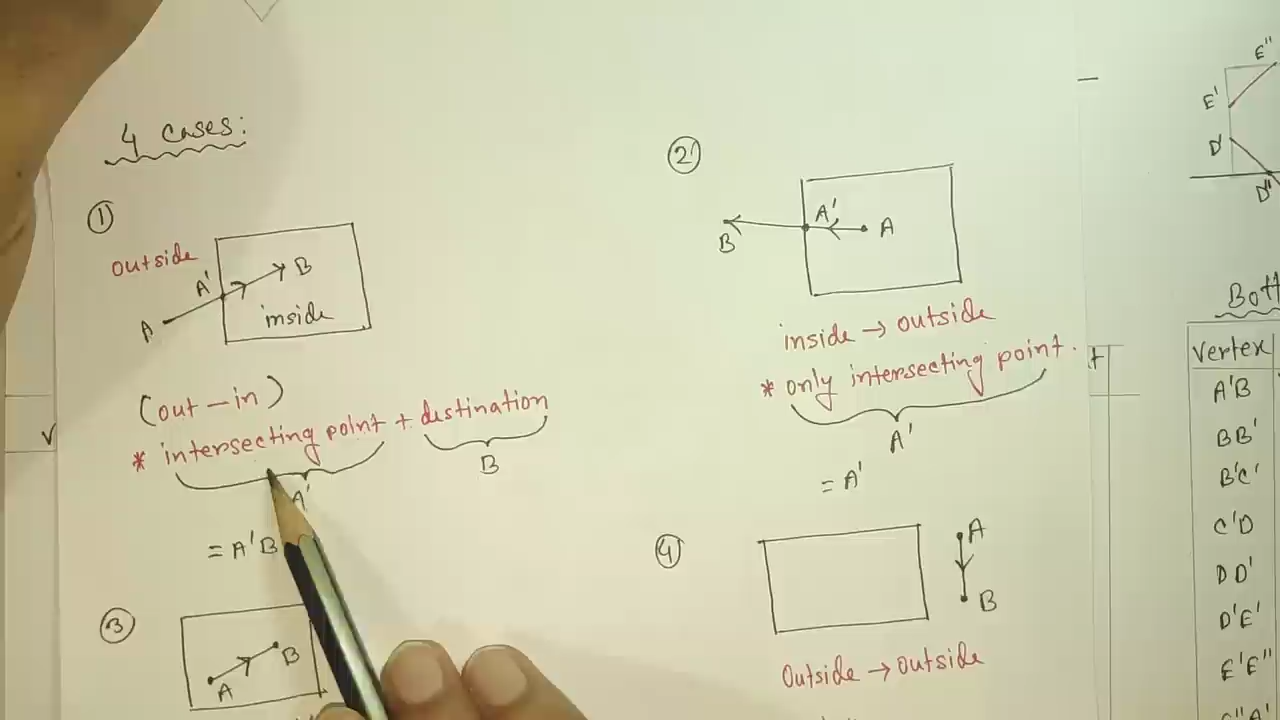 4 cases:
①
outside
A'
B
A
inside
(out-in)
* intersecting point + destination
A'
B
= A'B
③
A
B
②
A'
A
B
inside → outside
* only intersecting point.
A'
= A'
④
A
B
Outside → outside
E''
E'
D'
D''
Vertex
A'B
BB'
B'C'
C'D
DD'
D'E'
E'E''